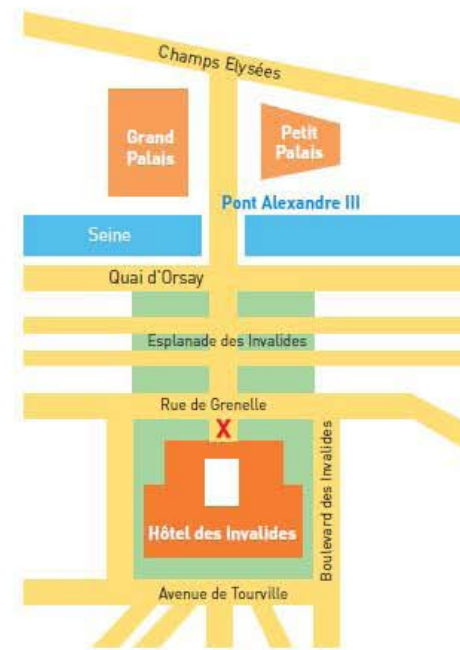 Champs Elysées
Grand
Palais
Petit
Palais
Pont Alexandre III
Seine
Quai d'Orsay
Esplanade des Invalides
Rue de Grenelle
X
Boulevard des Invalides
Hôtel des Invalides
Avenue de Tourville